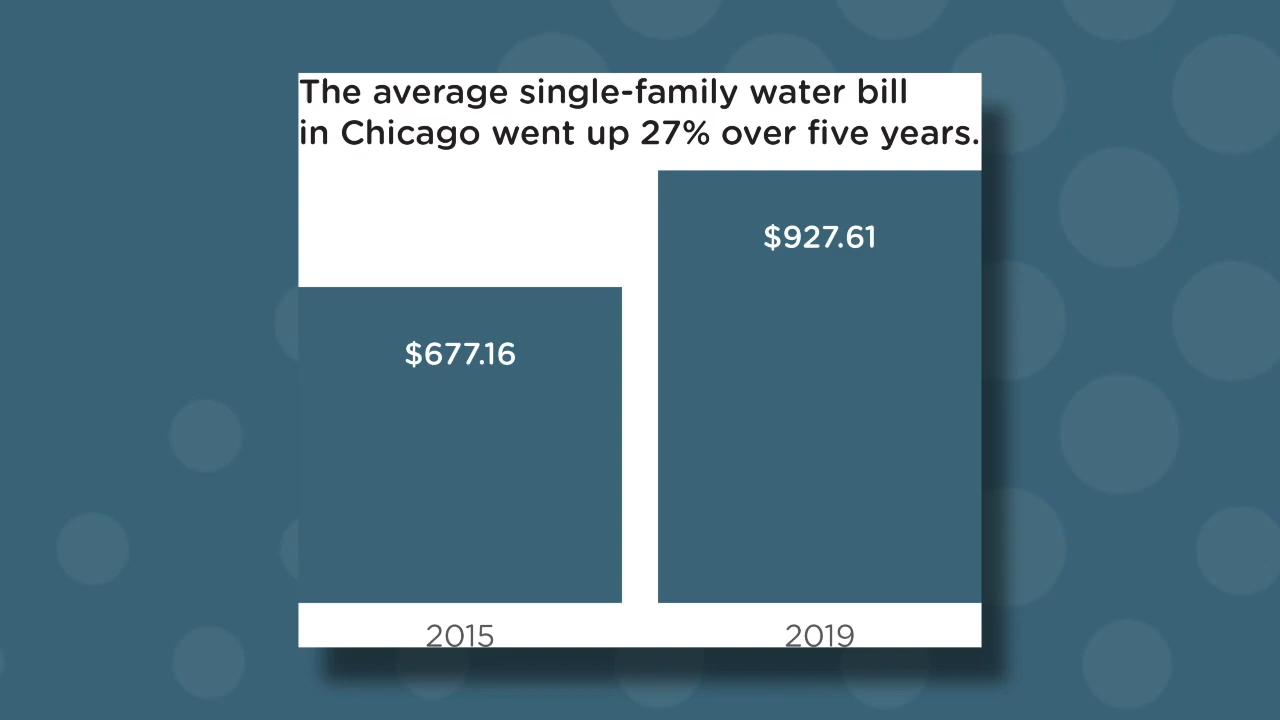 The average single-family water bill
in Chicago went up 27% over five years.
$927.61
$677.16
2015 2019